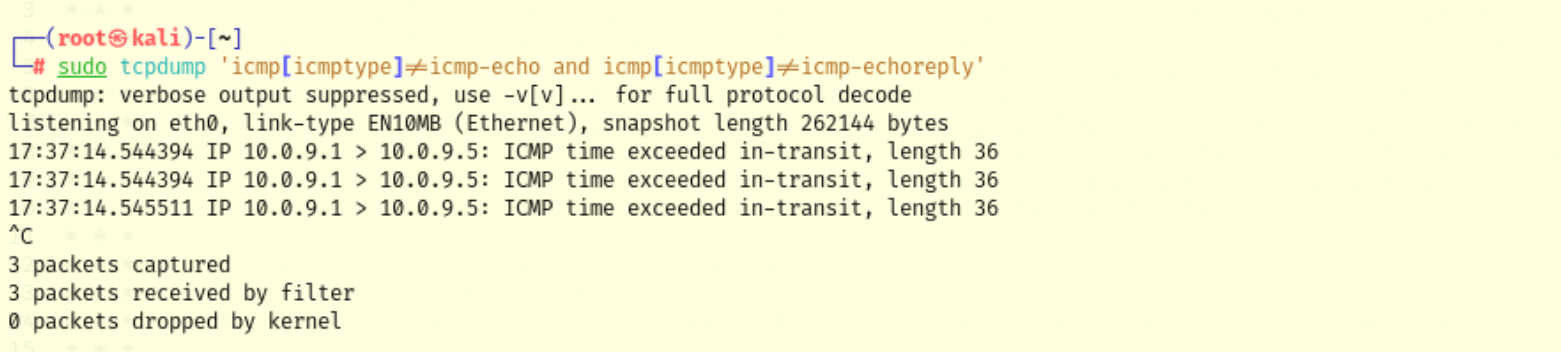 3  * * *
┌──(root㉿kali)-[~]
└─# sudo tcpdump 'icmp[icmptype]!=icmp-echo and icmp[icmptype]!=icmp-echoreply'
tcpdump: verbose output suppressed, use -v[v]... for full protocol decode
listening on eth0, link-type EN10MB (Ethernet), snapshot length 262144 bytes
17:37:14.544394 IP 10.0.9.1 > 10.0.9.5: ICMP time exceeded in-transit, length 36
17:37:14.544394 IP 10.0.9.1 > 10.0.9.5: ICMP time exceeded in-transit, length 36
17:37:14.545511 IP 10.0.9.1 > 10.0.9.5: ICMP time exceeded in-transit, length 36
^C  * * *
3 packets captured
3 packets received by filter
0 packets dropped by kernel
15  * * *